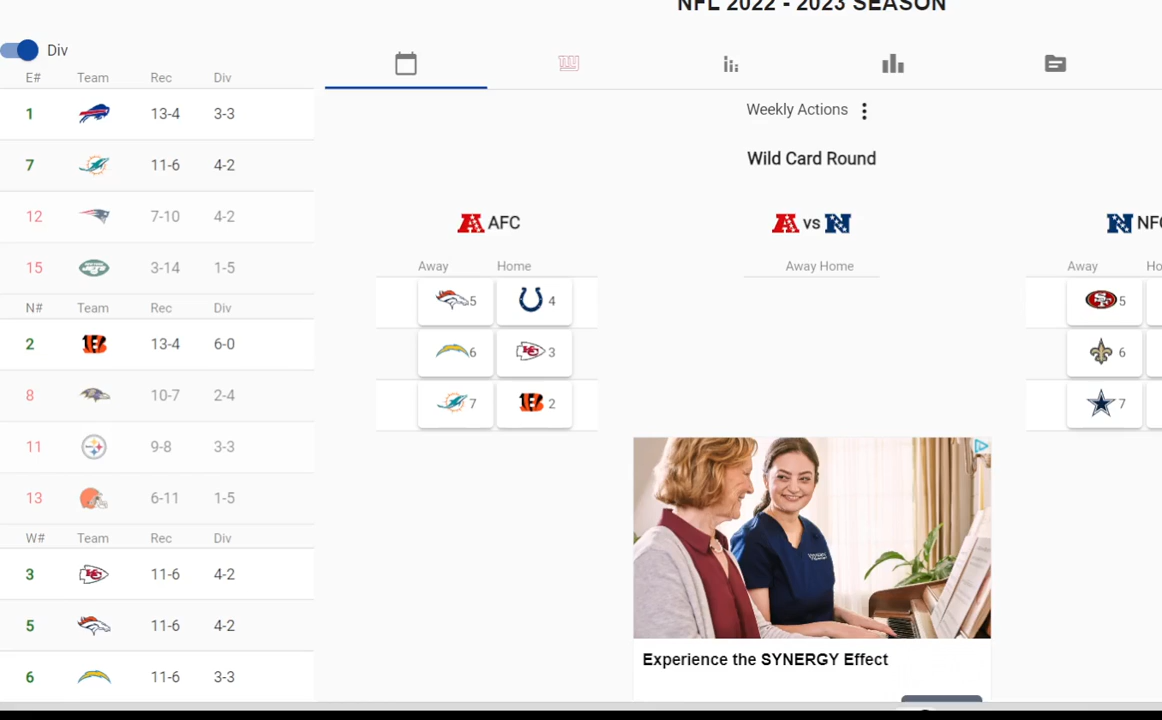 NFL 2022 - 2023 SEASON
Div
E# Team Rec Div
1 13-4 3-3
7 11-6 4-2
12 7-10 4-2
15 3-14 1-5
N# Team Rec Div
2 13-4 6-0
8 10-7 2-4
11 9-8 3-3
13 6-11 1-5
W# Team Rec Div
3 11-6 4-2
5 11-6 4-2
6 11-6 3-3
Weekly Actions
Wild Card Round
AFC
Away Home
5 4
6 3
7 2
A vs N
Away Home
NFC
Away Ho
5
6
7
Experience the SYNERGY Effect